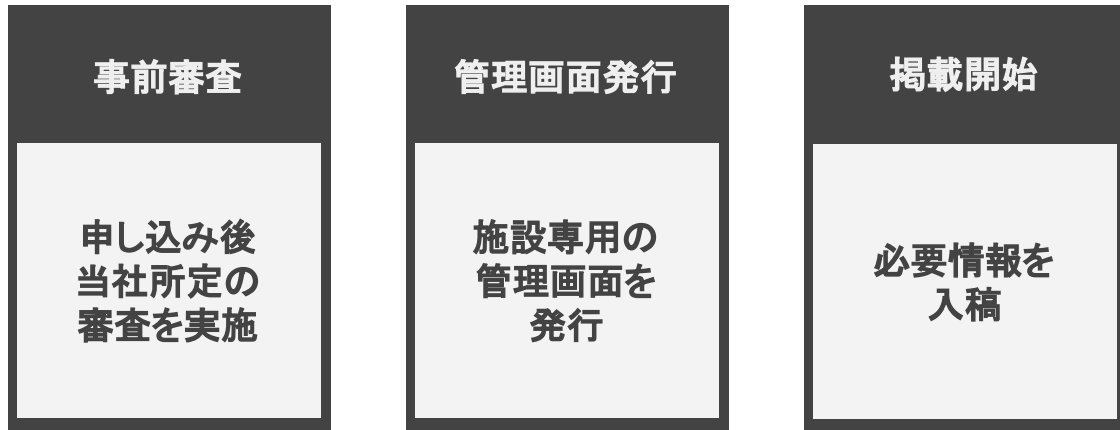 事前審査
申し込み後
当社所定の
審査を実施
管理画面発行
施設専用の
管理画面を
発行
掲載開始
必要情報を
入稿